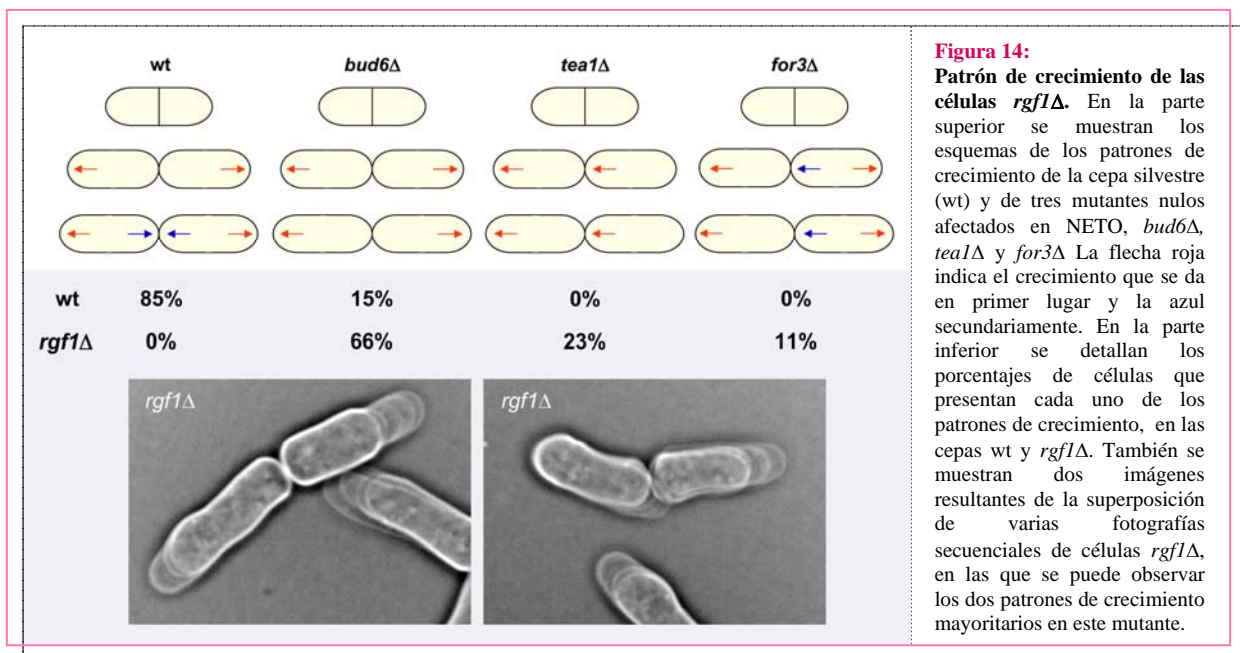 wt bud6Δ tea1Δ for3Δ
wt 85% 15% 0% 0%
rgf1Δ 0% 66% 23% 11%
rgf1Δ rgf1Δ
Figura 14:
Patrón de crecimiento de las
células rgf1Δ. En la parte
superior se muestran los
esquemas de los patrones de
crecimiento de la cepa silvestre
(wt) y de tres mutantes nulos
afectados en NETO, bud6Δ,
tea1Δ y for3Δ La flecha roja
indica el crecimiento que se da
en primer lugar y la azul
secundariamente. En la parte
inferior se detallan los
porcentajes de células que
presentan cada uno de los
patrones de crecimiento, en las
cepas wt y rgf1Δ. También se
muestran dos imágenes
resultantes de la superposición
de varias fotografías
secuenciales de células rgf1Δ,
en las que se puede observar
los dos patrones de crecimiento
mayoritarios en este mutante.